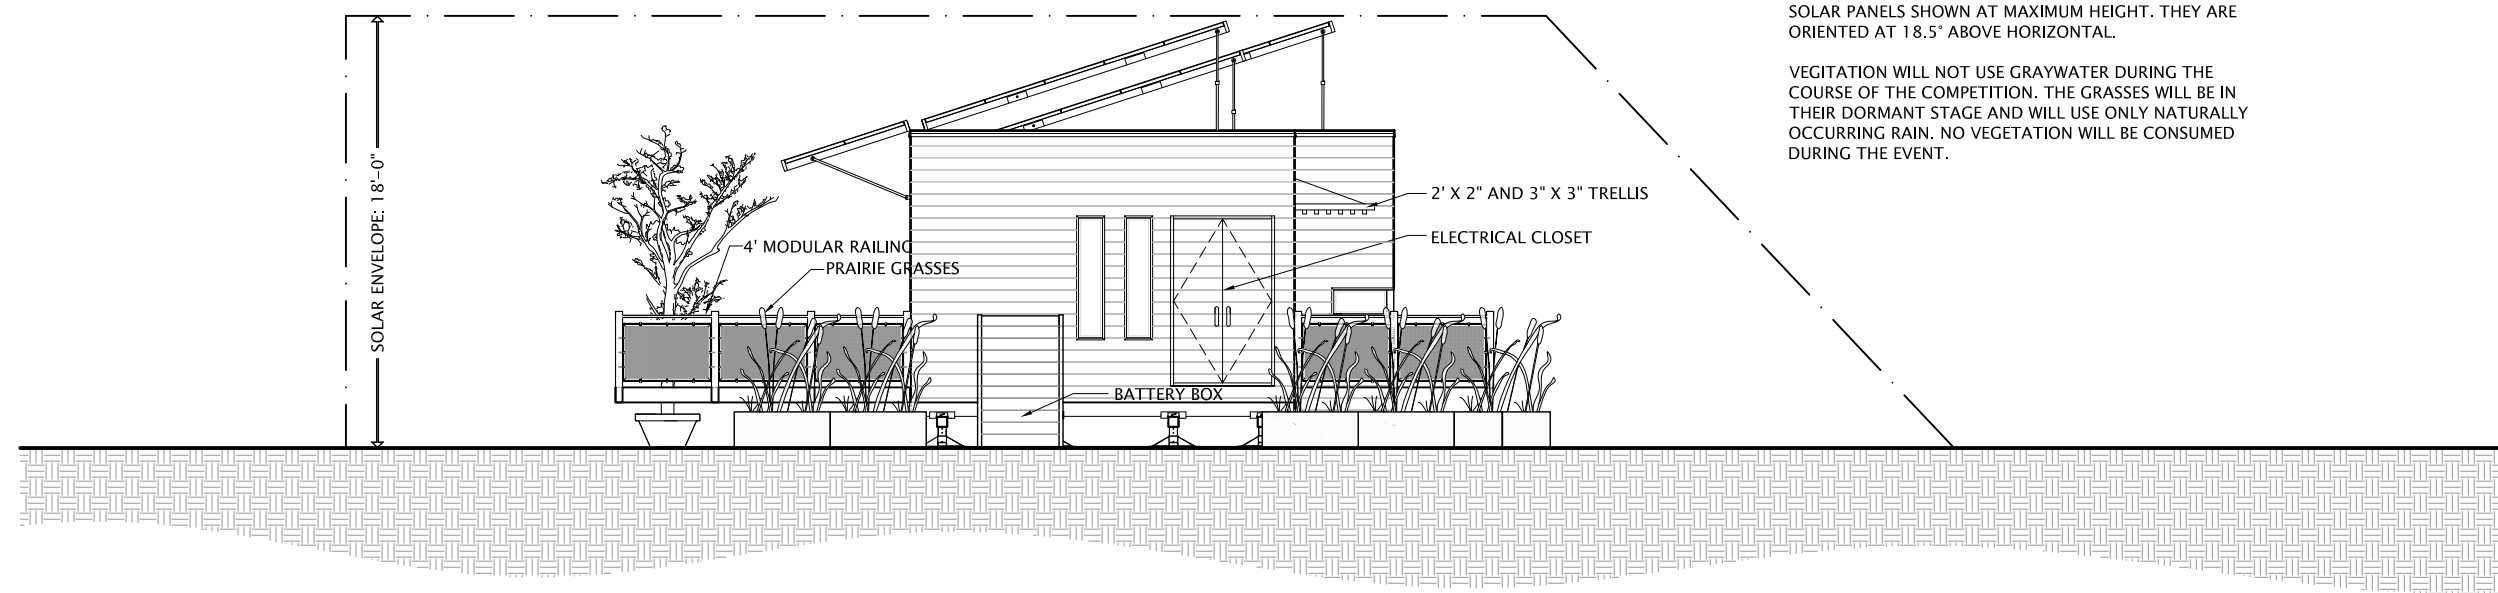 SOLAR PANELS SHOWN AT MAXIMUM HEIGHT. THEY ARE
ORIENTED AT 18.5° ABOVE HORIZONTAL.
VEGITATION WILL NOT USE GRAYWATER DURING THE
COURSE OF THE COMPETITION. THE GRASSES WILL BE IN
THEIR DORMANT STAGE AND WILL USE ONLY NATURALLY
OCCURRING RAIN. NO VEGETATION WILL BE CONSUMED
DURING THE EVENT.
SOLAR ENVELOPE: 18'-0"
2' X 2" AND 3" X 3" TRELLIS
ELECTRICAL CLOSET
4' MODULAR RAILING
PRAIRIE GRASSES
BATTERY BOX